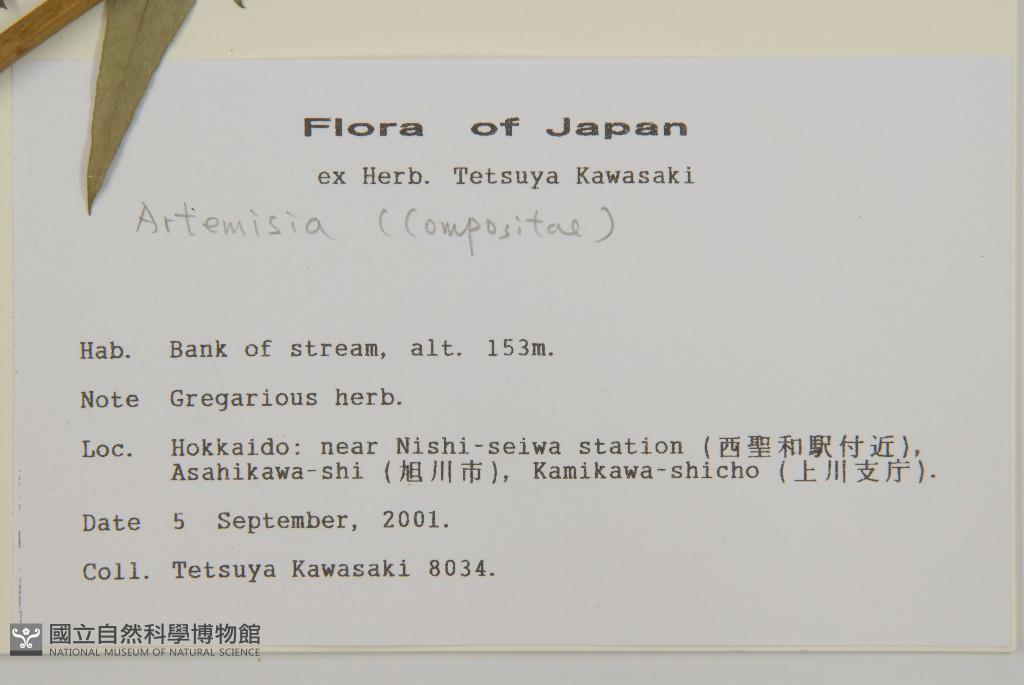 Flora of Japan
ex Herb. Tetsuya Kawasaki
Artemisia (Compositae)
Hab. Bank of stream, alt. 153m.
Note Gregarious herb.
Loc. Hokkaido: near Nishi-seiwa station (西聖和駅付近),
Asahikawa-shi (旭川市), Kamikawa-shicho (上川支庁).
Date 5 September, 2001.
Coll. Tetsuya Kawasaki 8034.
國立自然科學博物館
NATIONAL MUSEUM OF NATURAL SCIENCE